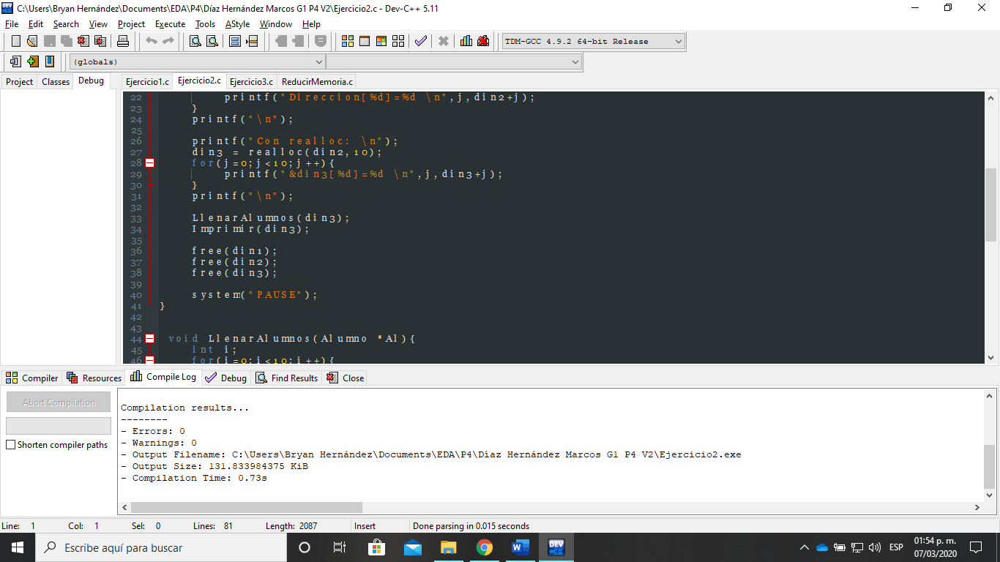 C:\Users\Bryan Hernández\Documents\EDA\P4\Díaz Hernández Marcos G1 P4 V2\Ejercicio2.c - Dev-C++ 5.11
File Edit Search View Project Execute Tools AStyle Window Help
TDM-GCC 4.9.2 64-bit Release
(globals)
Project Classes Debug Ejercicio1.c Ejercicio2.c Ejercicio3.c ReducirMemoria.c
22 printf("Direccion[%d]=%d \n",j,din2+j);
23 }
24 printf("\n");
25
26 printf("Con realloc: \n");
27 din3 = realloc(din2,10);
28 for(j=0;j<10;j++){
29 printf("&din3[%d]=%d \n",j,din3+j);
30 }
31 printf("\n");
32
33 LlenarAlumnos(din3);
34 Imprimir(din3);
35
36 free(din1);
37 free(din2);
38 free(din3);
39
40 system("PAUSE");
41 }
42
43
44 void LlenarAlumnos(Alumno *Al){
45 int i;
46 for(i=0;i<10;i++){
Compiler Resources Compile Log Debug Find Results Close
Abort Compilation
Shorten compiler paths
Compilation results...
--------
- Errors: 0
- Warnings: 0
- Output Filename: C:\Users\Bryan Hernández\Documents\EDA\P4\Díaz Hernández Marcos G1 P4 V2\Ejercicio2.exe
- Output Size: 131.833984375 KiB
- Compilation Time: 0.73s
Line: 1 Col: 1 Sel: 0 Lines: 81 Length: 2087 Insert Done parsing in 0.015 seconds
Escribe aquí para buscar
W
DEV
ESP
01:54 p. m.
07/03/2020